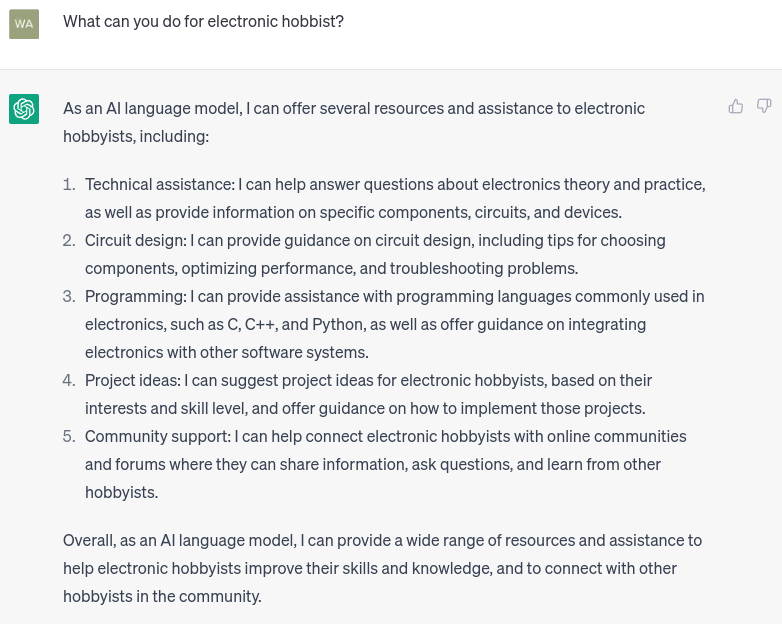 WA
What can you do for electronic hobbist?
As an AI language model, I can offer several resources and assistance to electronic
hobbyists, including:
1. Technical assistance: I can help answer questions about electronics theory and practice,
as well as provide information on specific components, circuits, and devices.
2. Circuit design: I can provide guidance on circuit design, including tips for choosing
components, optimizing performance, and troubleshooting problems.
3. Programming: I can provide assistance with programming languages commonly used in
electronics, such as C, C++, and Python, as well as offer guidance on integrating
electronics with other software systems.
4. Project ideas: I can suggest project ideas for electronic hobbyists, based on their
interests and skill level, and offer guidance on how to implement those projects.
5. Community support: I can help connect electronic hobbyists with online communities
and forums where they can share information, ask questions, and learn from other
hobbyists.
Overall, as an AI language model, I can provide a wide range of resources and assistance to
help electronic hobbyists improve their skills and knowledge, and to connect with other
hobbyists in the community.